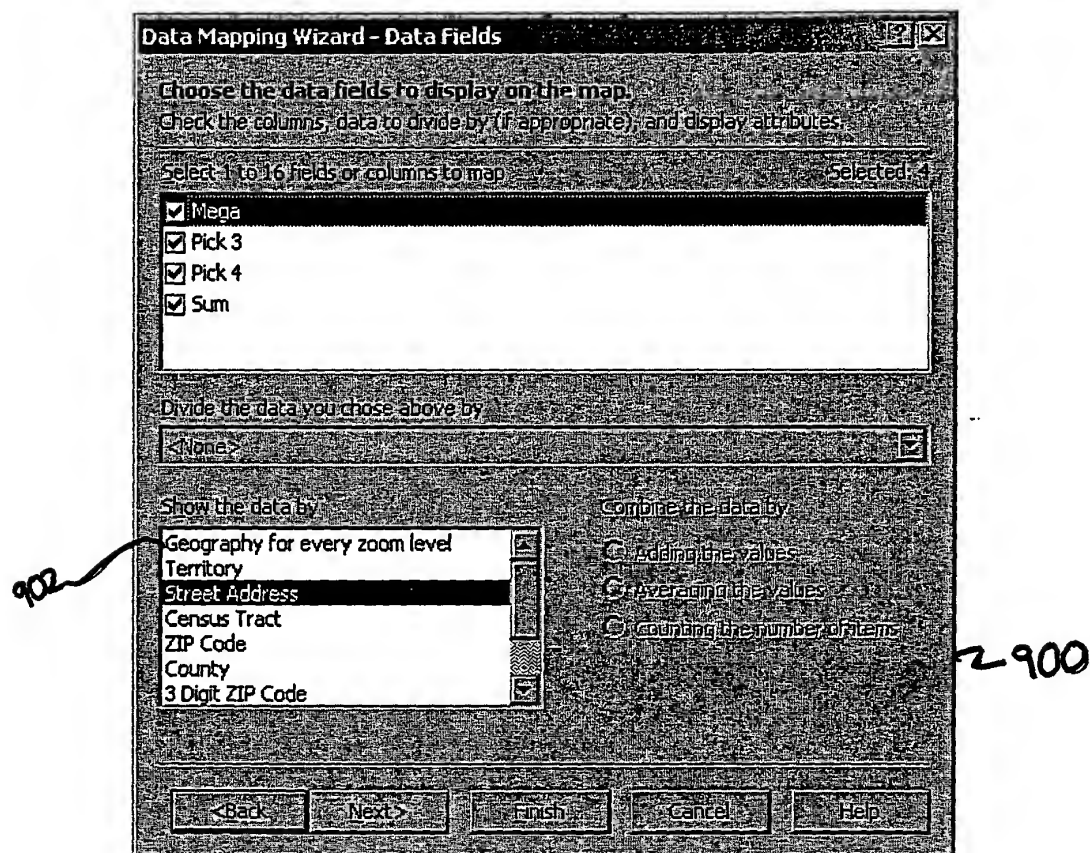 Data Mapping Wizard - Data Fields
Choose the data fields to display on the map.
Check the columns, data to divide by (if appropriate), and display attributes.
Select 1 to 16 fields or columns to map Selected: 4
Mega
Pick 3
Pick 4
Sum
Divide the data you chose above by
<None>
Show the data by Combine the data by
Geography for every zoom level
Territory
Street Address
Census Tract
ZIP Code
County
3 Digit ZIP Code
Adding the values
Averaging the values
Counting the number of items
902
900
<Back Next> Finish Cancel Help